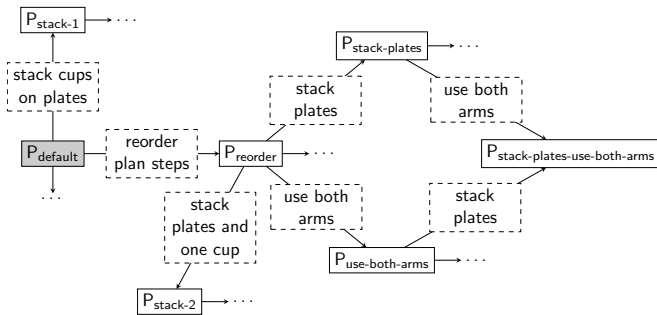 P_stack-1 ...
stack cups
on plates
P_default
...
reorder
plan steps
P_reorder ...
stack
plates
P_stack-plates ...
use both
arms
P_stack-plates-use-both-arms
stack
plates and
one cup
use both
arms
stack
plates
P_use-both-arms ...
P_stack-2 ...